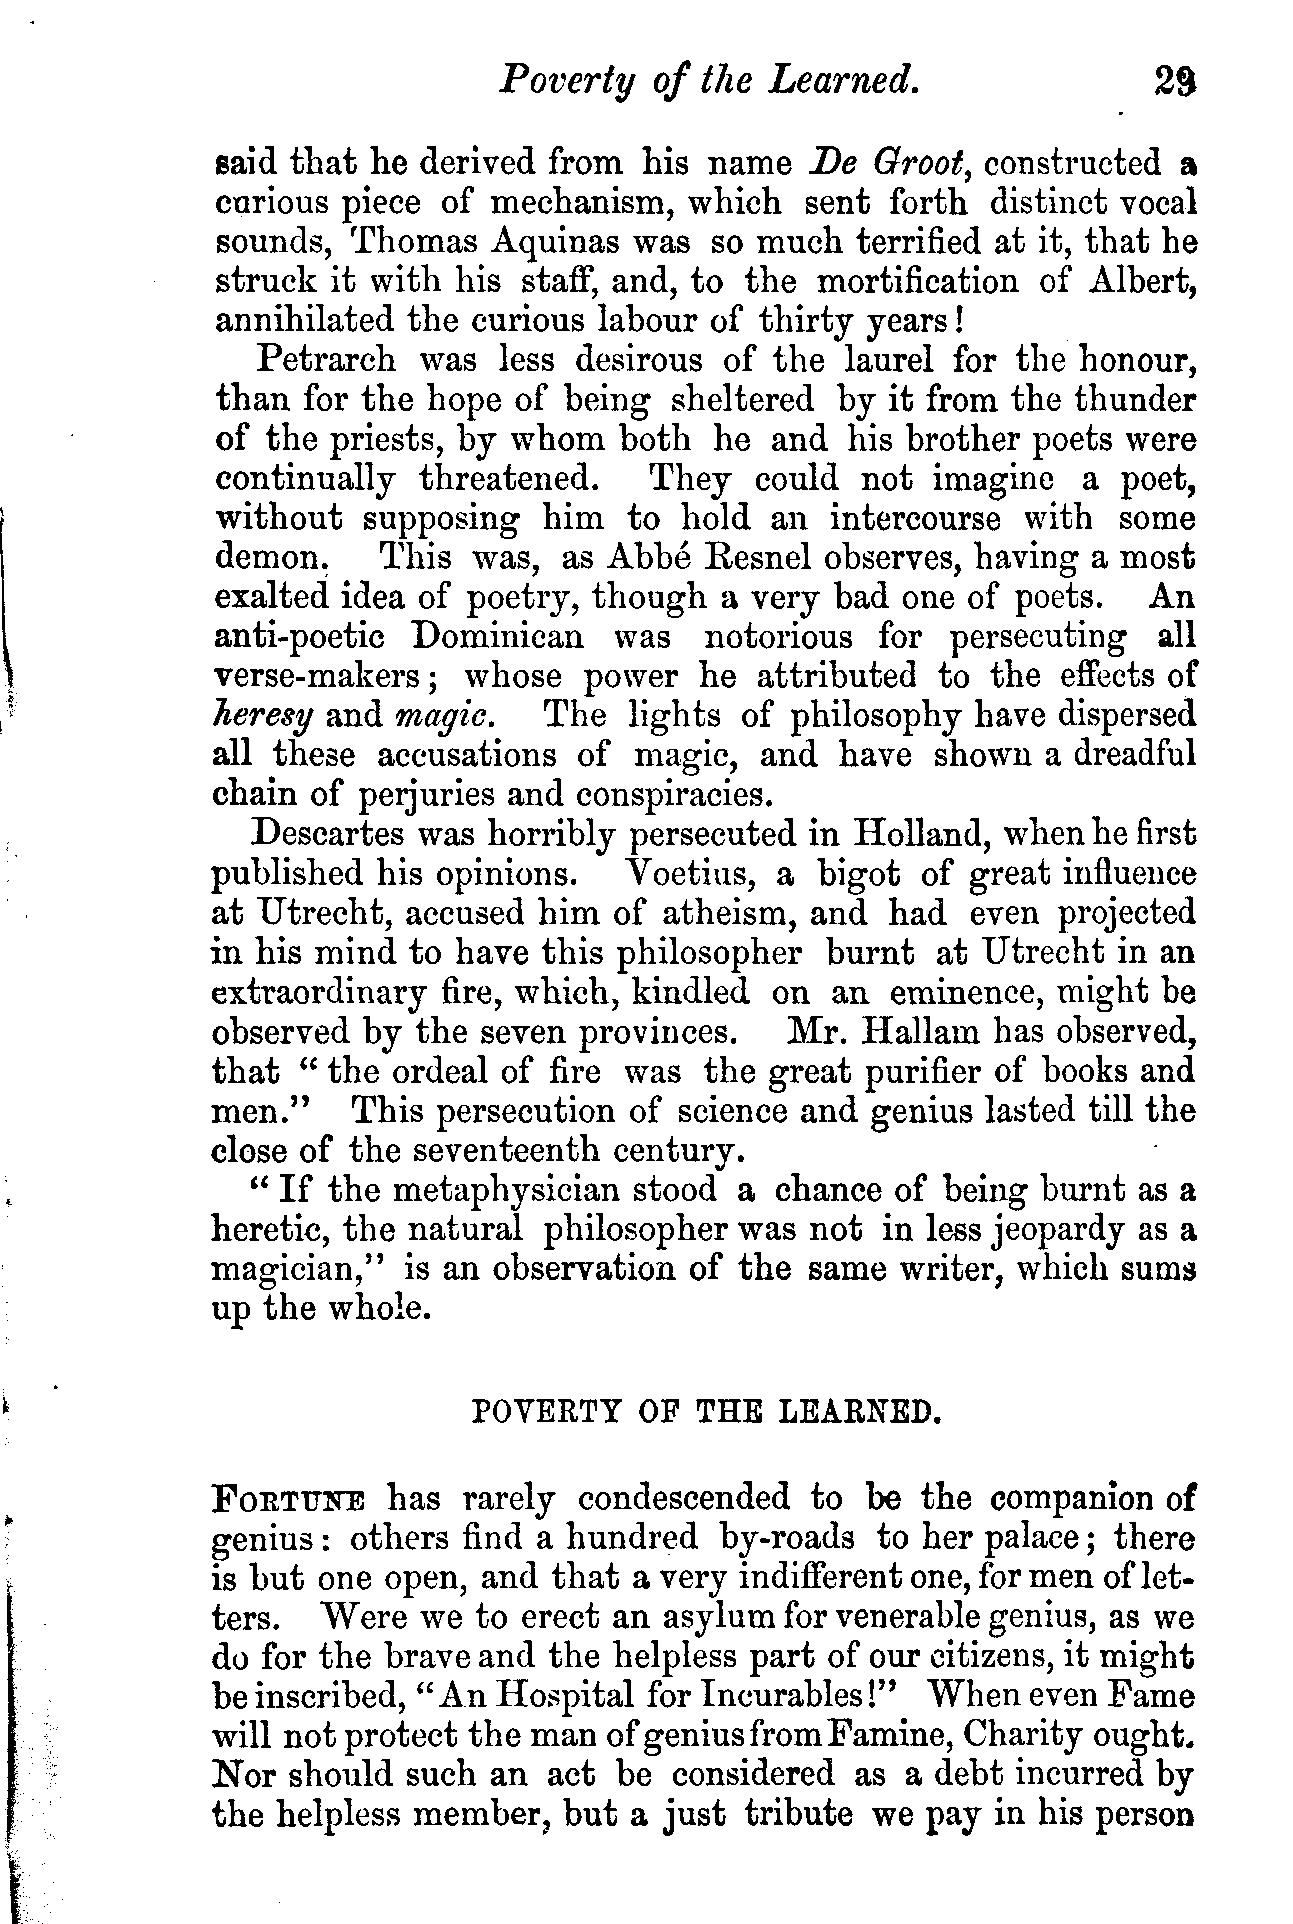 Poverty of the Learned. 29
said that he derived from his name De Groot, constructed a
curious piece of mechanism, which sent forth distinct vocal
sounds, Thomas Aquinas was so much terrified at it, that he
struck it with his staff, and, to the mortification of Albert,
annihilated the curious labour of thirty years!
Petrarch was less desirous of the laurel for the honour,
than for the hope of being sheltered by it from the thunder
of the priests, by whom both he and his brother poets were
continually threatened. They could not imagine a poet,
without supposing him to hold an intercourse with some
demon. This was, as Abbé Resnel observes, having a most
exalted idea of poetry, though a very bad one of poets. An
anti-poetic Dominican was notorious for persecuting all
verse-makers; whose power he attributed to the effects of
heresy and magic. The lights of philosophy have dispersed
all these accusations of magic, and have shown a dreadful
chain of perjuries and conspiracies.
Descartes was horribly persecuted in Holland, when he first
published his opinions. Voetius, a bigot of great influence
at Utrecht, accused him of atheism, and had even projected
in his mind to have this philosopher burnt at Utrecht in an
extraordinary fire, which, kindled on an eminence, might be
observed by the seven provinces. Mr. Hallam has observed,
that "the ordeal of fire was the great purifier of books and
men." This persecution of science and genius lasted till the
close of the seventeenth century.
"If the metaphysician stood a chance of being burnt as a
heretic, the natural philosopher was not in less jeopardy as a
magician," is an observation of the same writer, which sums
up the whole.
POVERTY OF THE LEARNED.
FORTUNE has rarely condescended to be the companion of
genius: others find a hundred by-roads to her palace; there
is but one open, and that a very indifferent one, for men of let-
ters. Were we to erect an asylum for venerable genius, as we
do for the brave and the helpless part of our citizens, it might
be inscribed, "An Hospital for Incurables!" When even Fame
will not protect the man of genius from Famine, Charity ought.
Nor should such an act be considered as a debt incurred by
the helpless member, but a just tribute we pay in his person